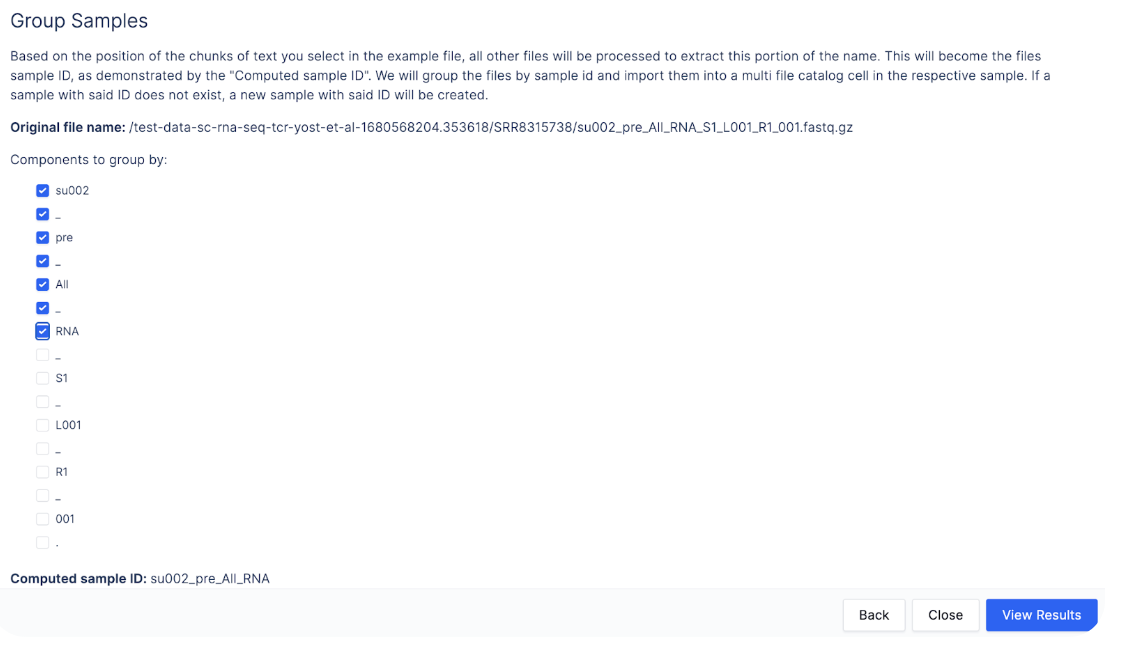 Group Samples
Based on the position of the chunks of text you select in the example file, all other files will be processed to extract this portion of the name. This will become the files
sample ID, as demonstrated by the "Computed sample ID". We will group the files by sample id and import them into a multi file catalog cell in the respective sample. If a
sample with said ID does not exist, a new sample with said ID will be created.
Original file name: /test-data-sc-rna-seq-tcr-yost-et-al-1680568204.353618/SRR8315738/su002_pre_All_RNA_S1_L001_R1_001.fastq.gz
Components to group by:
su002
_
pre
_
All
_
RNA
_
S1
_
L001
_
R1
_
001
.
Computed sample ID: su002_pre_All_RNA
Back Close View Results